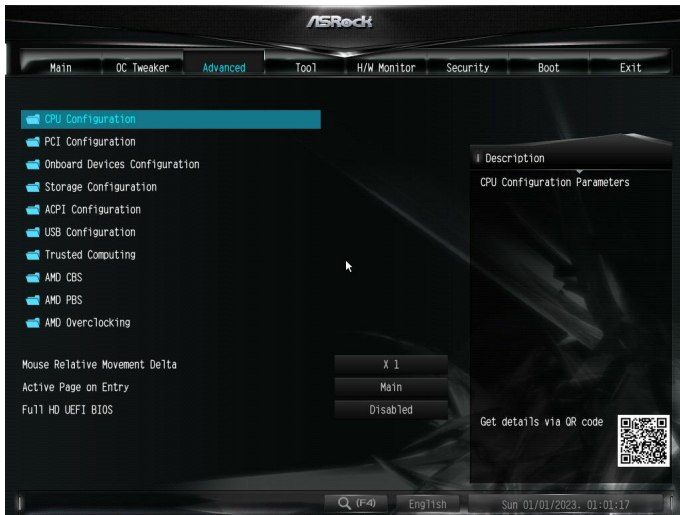 ASRock
Main OC Tweaker Advanced Tool H/W Monitor Security Boot Exit
CPU Configuration
PCI Configuration
Onboard Devices Configuration
Storage Configuration
ACPI Configuration
USB Configuration
Trusted Computing
AMD CBS
AMD PBS
AMD Overclocking
Description
CPU Configuration Parameters
Mouse Relative Movement Delta X 1
Active Page on Entry Main
Full HD UEFI BIOS Disabled
Get details via QR code
(F4) English Sun 01/01/2023. 01:01:17